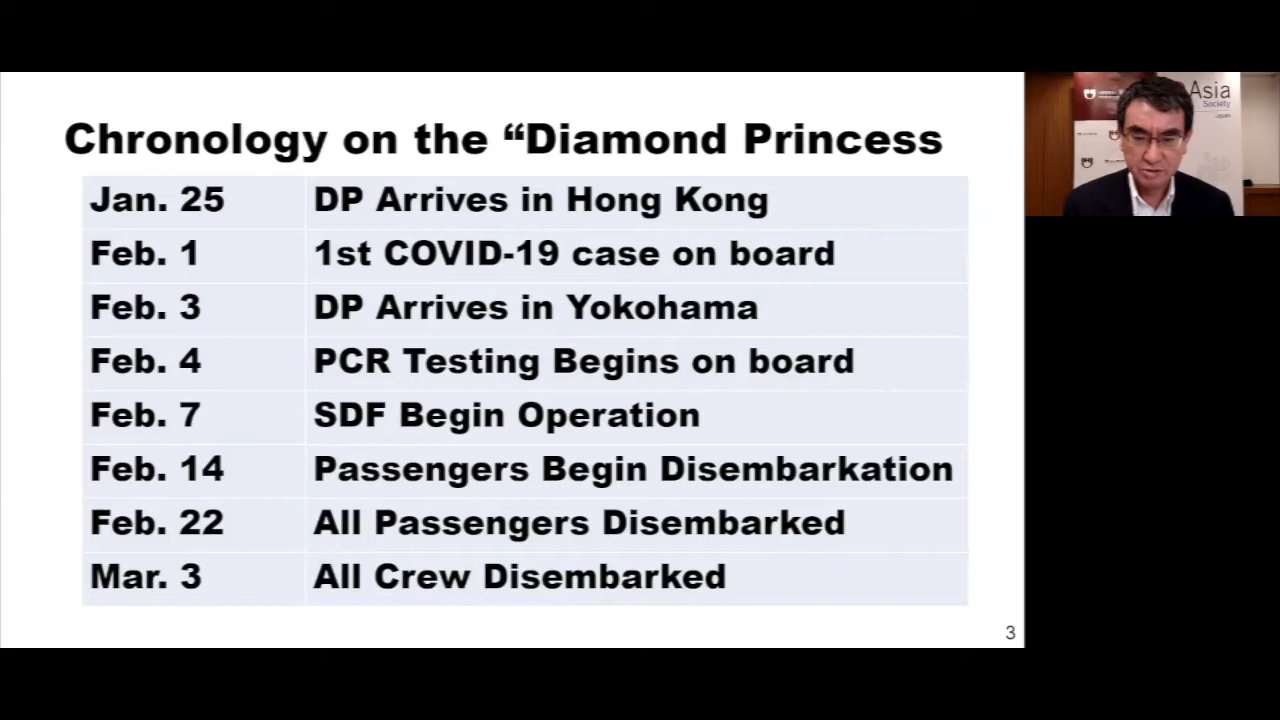 Chronology on the “Diamond Princess
Jan. 25 DP Arrives in Hong Kong
Feb. 1 1st COVID-19 case on board
Feb. 3 DP Arrives in Yokohama
Feb. 4 PCR Testing Begins on board
Feb. 7 SDF Begin Operation
Feb. 14 Passengers Begin Disembarkation
Feb. 22 All Passengers Disembarked
Mar. 3 All Crew Disembarked
3
Asia
Society
Japan